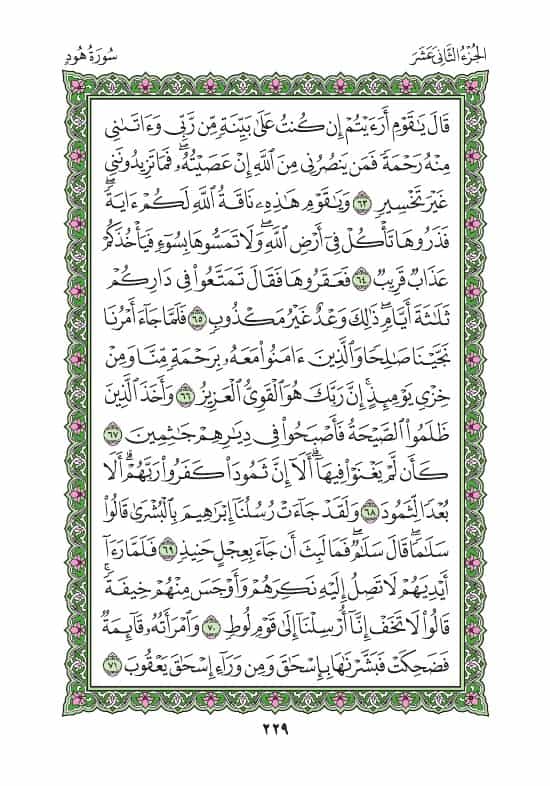 الجُزْءُ الثَّانِي عَشَرَ
سُورَةُ هُودٍ
قَالَ يَٰقَوْمِ أَرَءَيْتُمْ إِن كُنتُ عَلَىٰ بَيِّنَةٍ مِّن رَّبِّي وَءَاتَىٰنِي
مِنْهُ رَحْمَةً فَمَن يَنصُرُنِي مِنَ ٱللَّهِ إِنْ عَصَيْتُهُۥۖ فَمَا تَزِيدُونَنِي
غَيْرَ تَخْسِيرٍ ٦٣ وَيَٰقَوْمِ هَٰذِهِۦ نَاقَةُ ٱللَّهِ لَكُمْ ءَايَةًۖ
فَذَرُوهَا تَأْكُلْ فِيٓ أَرْضِ ٱللَّهِۖ وَلَا تَمَسُّوهَا بِسُوٓءٍ فَيَأْخُذَكُمْ
عَذَابٌ قَرِيبٌ ٦٤ فَعَقَرُوهَا فَقَالَ تَمَتَّعُوا۟ فِي دَارِكُمْ
ثَلَٰثَةَ أَيَّامٍۖ ذَٰلِكَ وَعْدٌ غَيْرُ مَكْذُوبٍ ٦٥ فَلَمَّا جَآءَ أَمْرُنَا
نَجَّيْنَا صَٰلِحًا وَٱلَّذِينَ ءَامَنُوا۟ مَعَهُۥ بِرَحْمَةٍ مِّنَّا وَمِنْ
خِزْيِ يَوْمِئِذٍۚ إِنَّ رَبَّكَ هُوَ ٱلْقَوِيُّ ٱلْعَزِيزُ ٦٦ وَأَخَذَ ٱلَّذِينَ
ظَلَمُوا۟ ٱلصَّيْحَةُ فَأَصْبَحُوا۟ فِي دِيَٰرِهِمْ جَٰثِمِينَ ٦٧
كَأَن لَّمْ يَغْنَوْا۟ فِيهَآۗ أَلَآ إِنَّ ثَمُودَا۟ كَفَرُوا۟ رَبَّهُمْۗ أَلَا
بُعْدًا لِّثَمُودَ ٦٨ وَلَقَدْ جَآءَتْ رُسُلُنَآ إِبْرَٰهِيمَ بِٱلْبُشْرَىٰ قَالُوا۟
سَلَٰمًاۖ قَالَ سَلَٰمٌۖ فَمَا لَبِثَ أَن جَآءَ بِعِجْلٍ حَنِيذٍ ٦٩ فَلَمَّا رَءَآ
أَيْدِيَهُمْ لَا تَصِلُ إِلَيْهِ نَكِرَهُمْ وَأَوْجَسَ مِنْهُمْ خِيفَةًۚ
قَالُوا۟ لَا تَخَفْ إِنَّآ أُرْسِلْنَآ إِلَىٰ قَوْمِ لُوطٍ ٧٠ وَٱمْرَأَتُهُۥ قَآئِمَةٌ
فَضَحِكَتْ فَبَشَّرْنَٰهَا بِإِسْحَٰقَ وَمِن وَرَآءِ إِسْحَٰقَ يَعْقُوبَ ٧١
٢٢٩